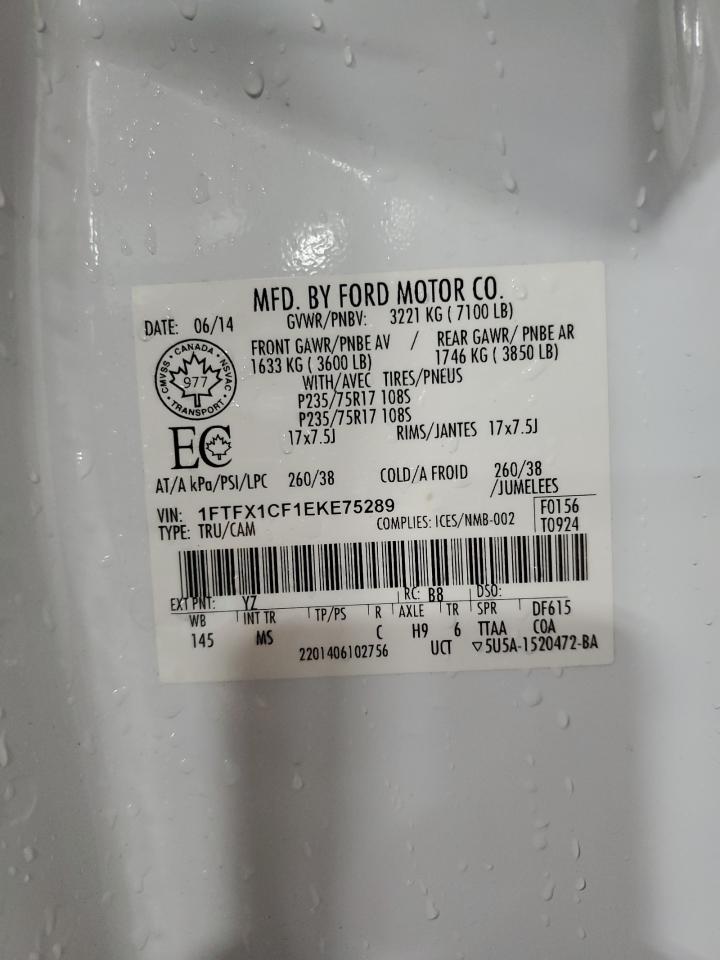 MFD. BY FORD MOTOR CO.
DATE: 06/14
GVWR/PNBV: 3221 KG ( 7100 LB)
FRONT GAWR/PNBE AV / REAR GAWR/ PNBE AR
1633 KG ( 3600 LB) 1746 KG ( 3850 LB)
WITH/AVEC TIRES/PNEUS
P235/75R17 108S
P235/75R17 108S
17x7.5J RIMS/JANTES 17x7.5J
CANADA
CMVSS 977 NSVAC
TRANSPORT
EC
AT/A kPa/PSI/LPC 260/38 COLD/A FROID 260/38
/JUMELEES
VIN: 1FTFX1CF1EKE75289
TYPE: TRU/CAM COMPLIES: ICES/NMB-002
F0156
T0924
EXT PNT: YZ RC: B8 DSO:
WB INT TR TP/PS R AXLE TR SPR DF615
145 MS C H9 6 TTAA COA
2201406102756 UCT ▽5U5A-1520472-BA